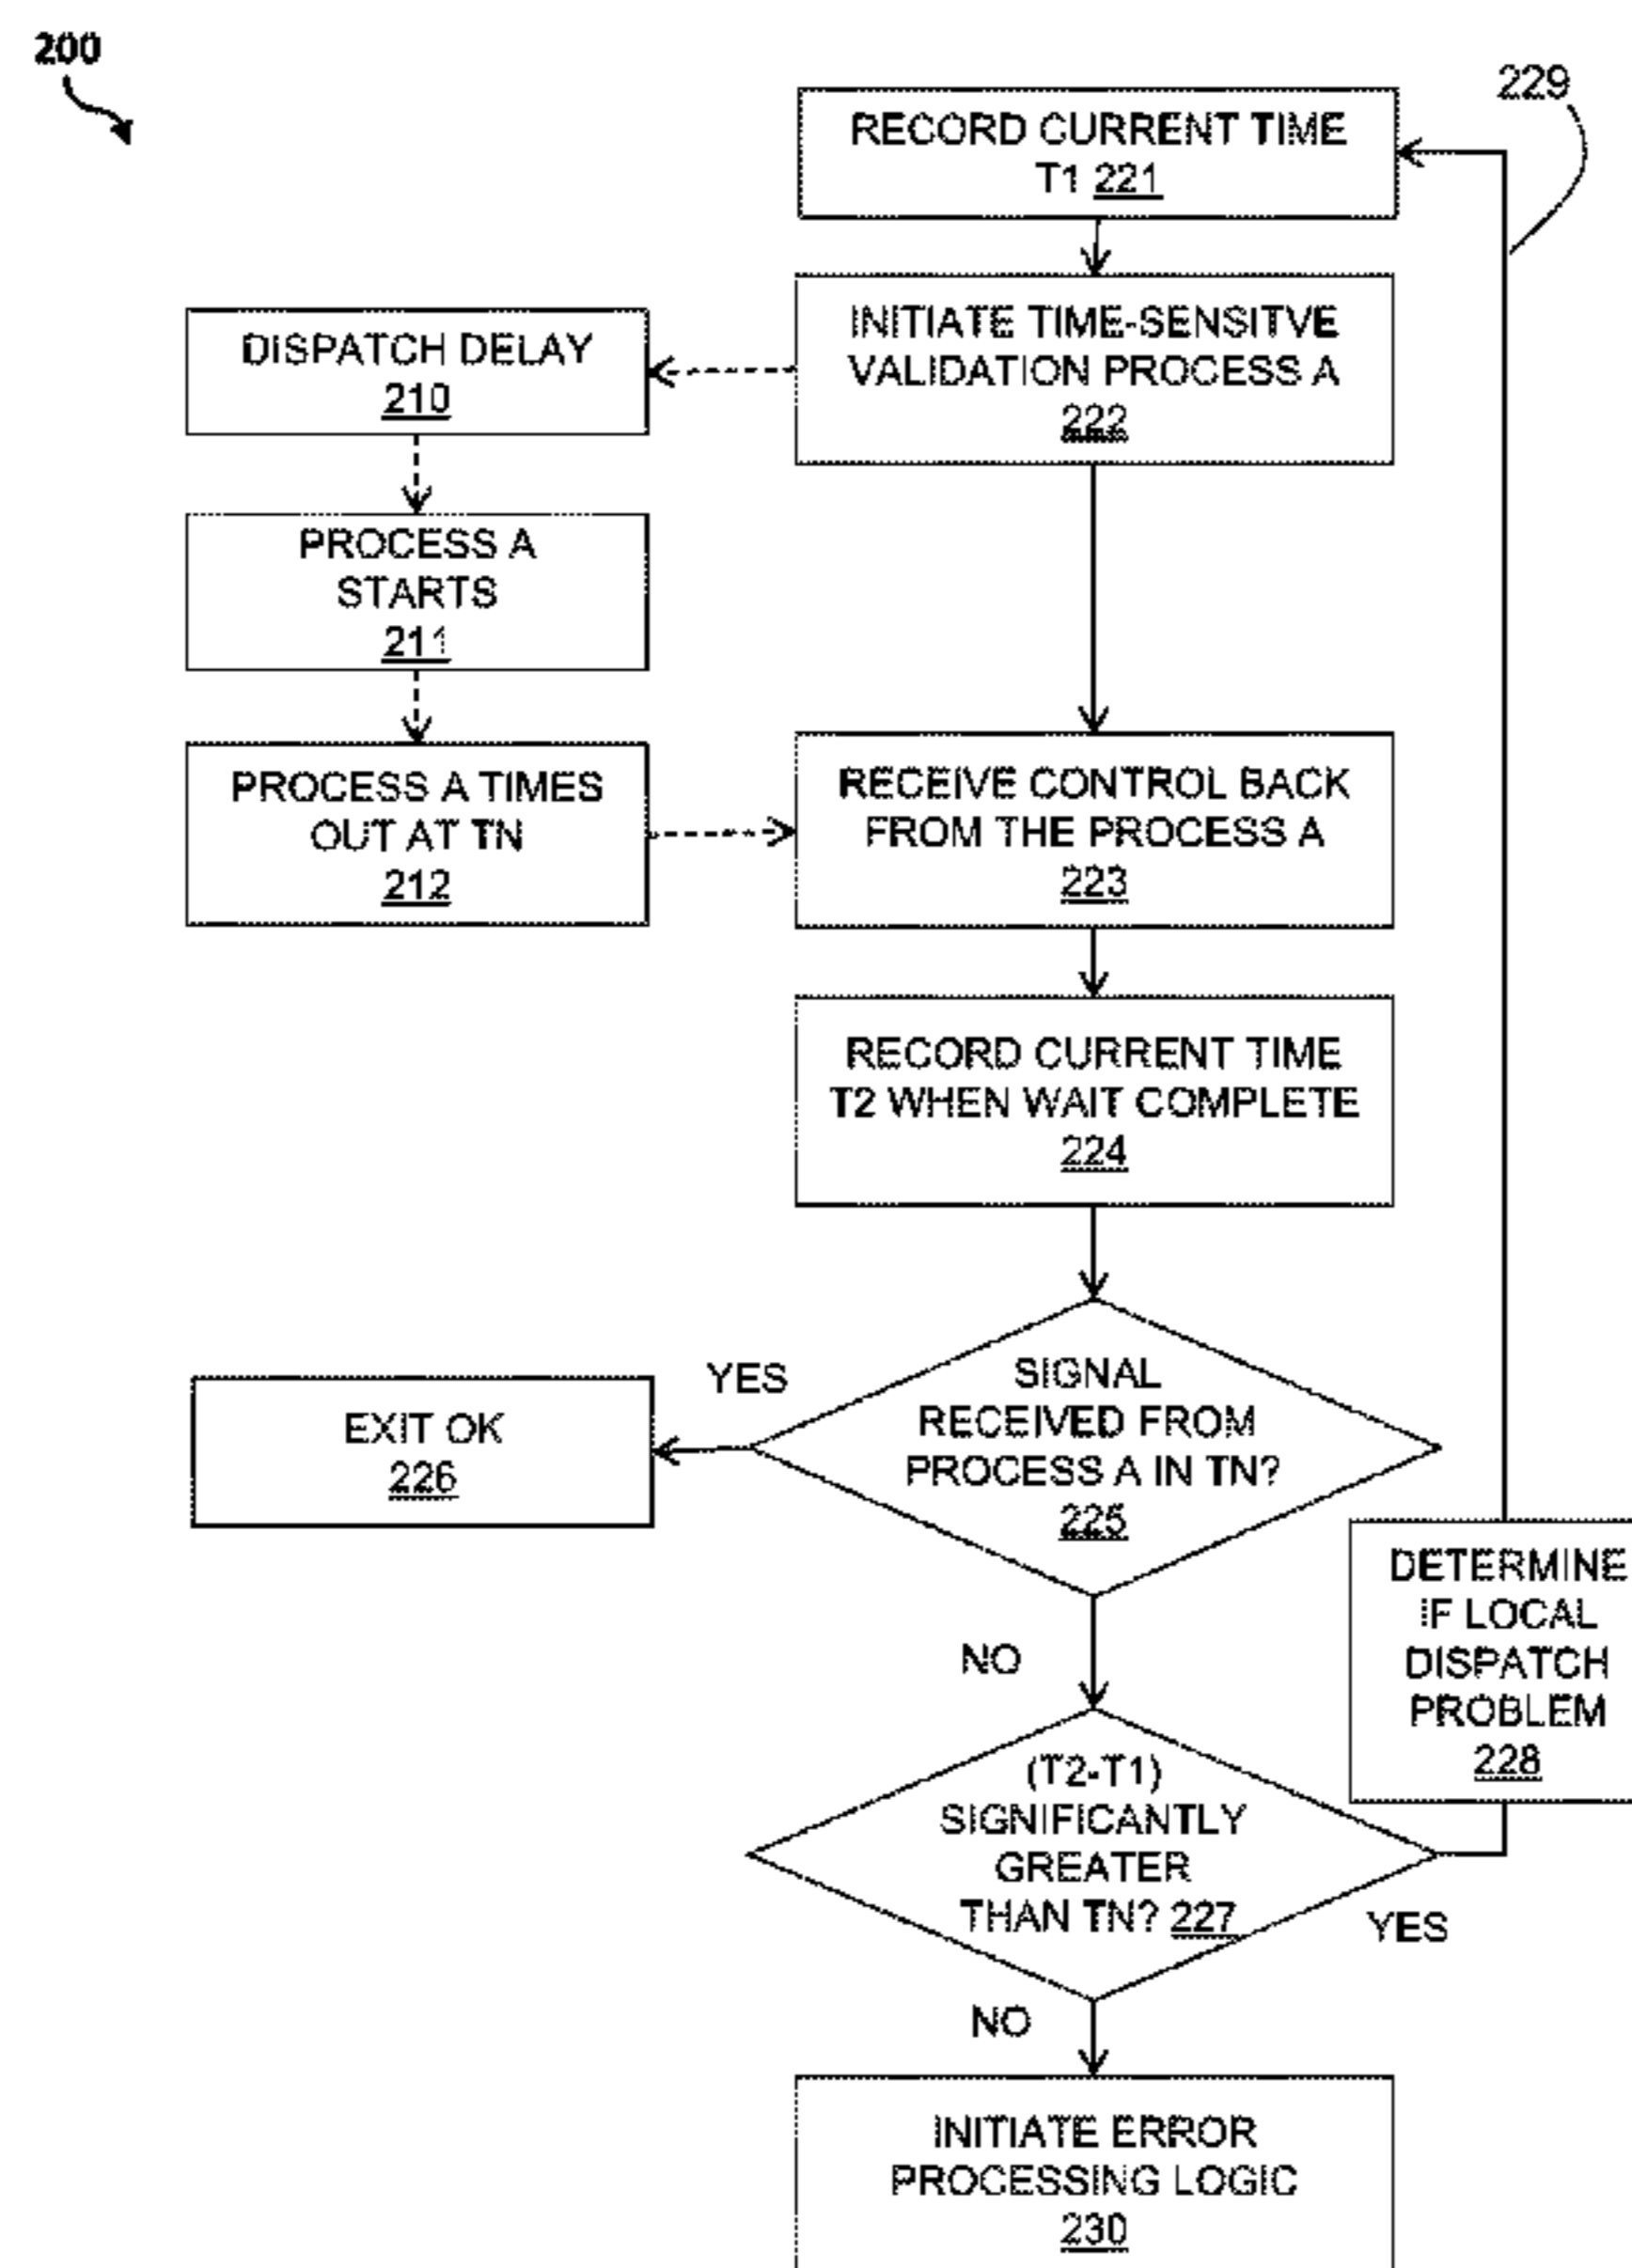 200
229
RECORD CURRENT TIME
T1 221
INITIATE TIME-SENSITVE
VALIDATION PROCESS A
222
DISPATCH DELAY
210
PROCESS A
STARTS
211
PROCESS A TIMES
OUT AT TN
212
RECEIVE CONTROL BACK
FROM THE PROCESS A
223
RECORD CURRENT TIME
T2 WHEN WAIT COMPLETE
224
SIGNAL
RECEIVED FROM
PROCESS A IN TN?
225
YES
EXIT OK
226
NO
DETERMINE
IF LOCAL
DISPATCH
PROBLEM
228
(T2-T1)
SIGNIFICANTLY
GREATER
THAN TN? 227
YES
NO
INITIATE ERROR
PROCESSING LOGIC
230